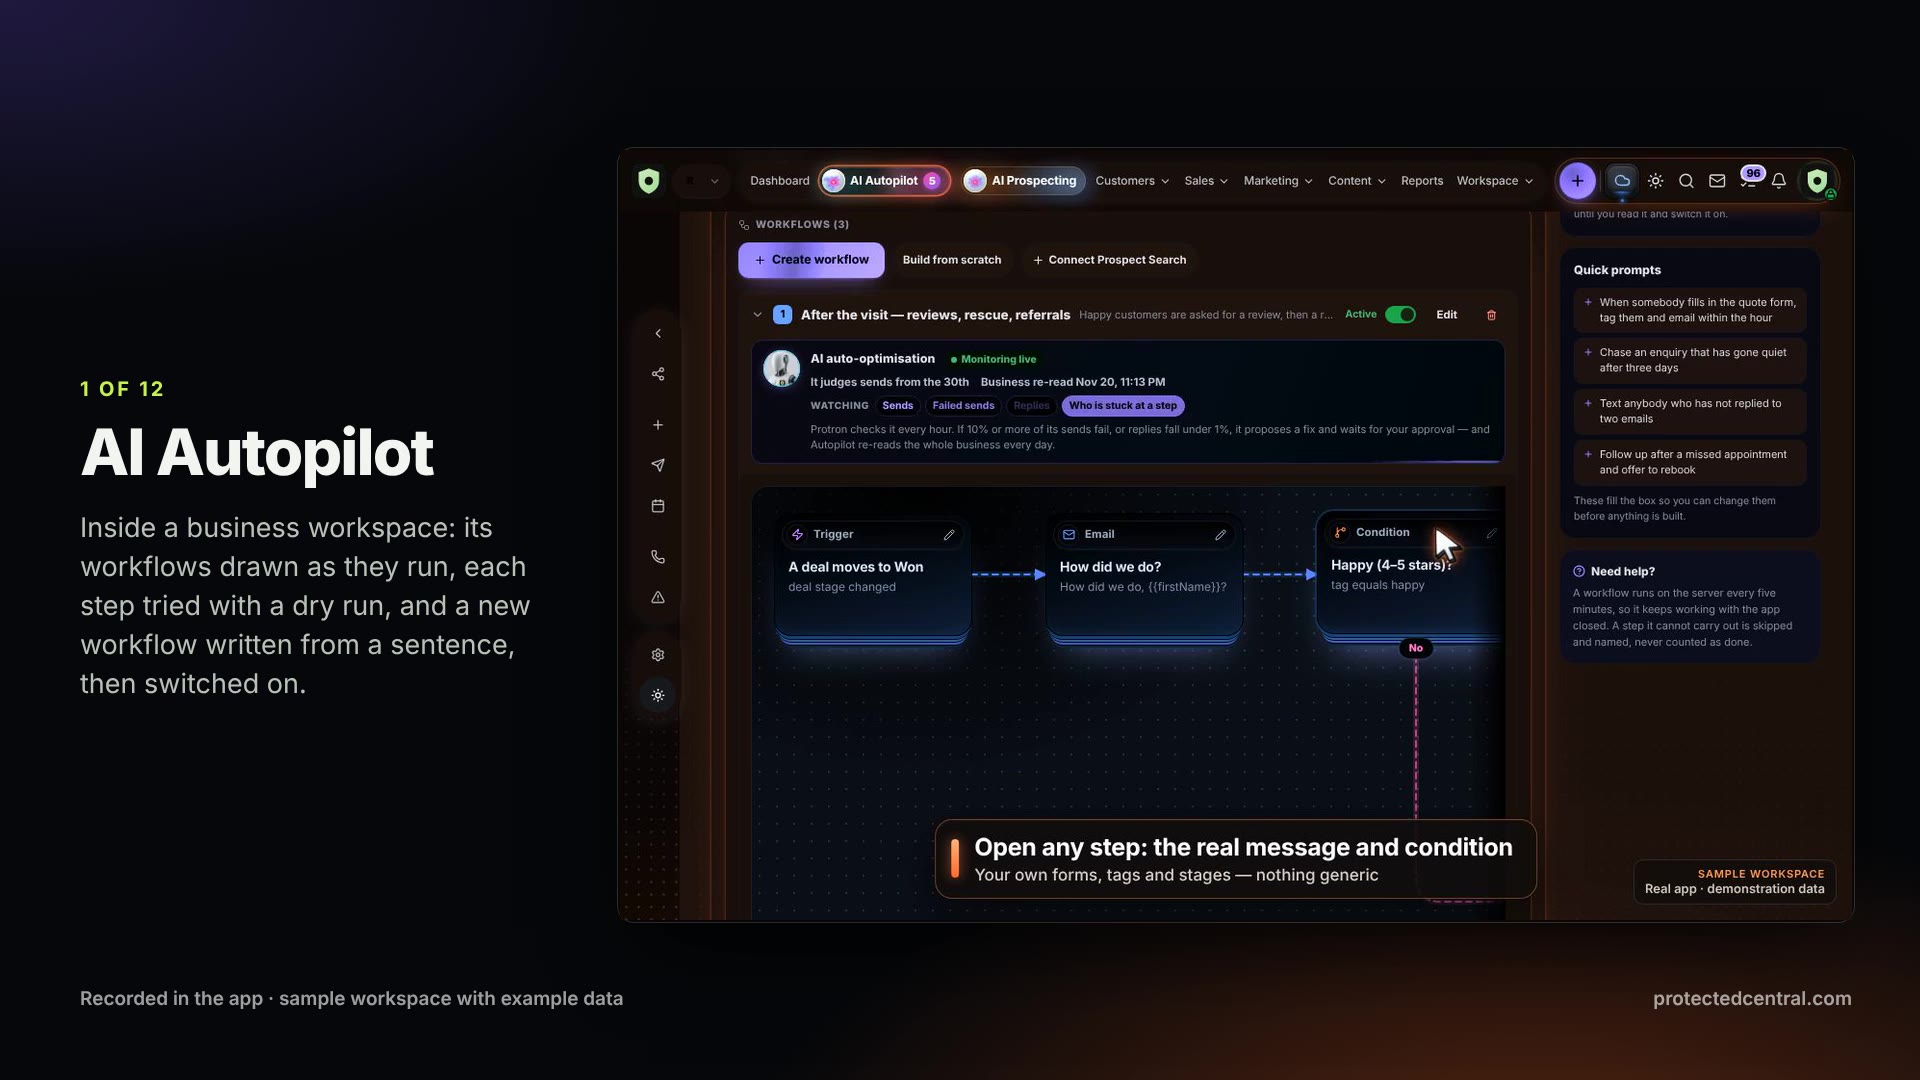 1 OF 12
AI Autopilot
Inside a business workspace: its
workflows drawn as they run, each
step tried with a dry run, and a new
workflow written from a sentence,
then switched on.
Dashboard
AI Autopilot 5
AI Prospecting
Customers
Sales
Marketing
Content
Reports
Workspace
96
WORKFLOWS (3)
+ Create workflow
Build from scratch
+ Connect Prospect Search
1 After the visit — reviews, rescue, referrals Happy customers are asked for a review, then a r... Active Edit
AI auto-optimisation Monitoring live
It judges sends from the 30th Business re-read Nov 20, 11:13 PM
WATCHING Sends Failed sends Replies Who is stuck at a step
Protron checks it every hour. If 10% or more of its sends fail, or replies fall under 1%, it proposes a fix and waits for your approval — and
Autopilot re-reads the whole business every day.
Trigger
A deal moves to Won
deal stage changed
Email
How did we do?
How did we do, {{firstName}}?
Condition
Happy (4–5 stars)?
tag equals happy
No
Open any step: the real message and condition
Your own forms, tags and stages — nothing generic
until you read it and switch it on.
Quick prompts
+ When somebody fills in the quote form,
tag them and email within the hour
+ Chase an enquiry that has gone quiet
after three days
+ Text anybody who has not replied to
two emails
+ Follow up after a missed appointment
and offer to rebook
These fill the box so you can change them
before anything is built.
Need help?
A workflow runs on the server every five
minutes, so it keeps working with the app
closed. A step it cannot carry out is skipped
and named, never counted as done.
SAMPLE WORKSPACE
Real app · demonstration data
Recorded in the app · sample workspace with example data
protectedcentral.com